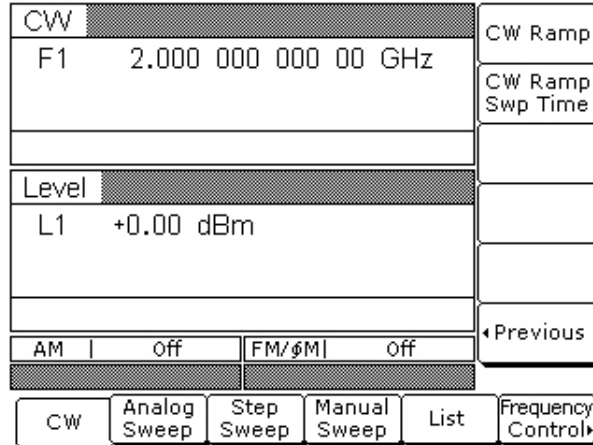 CW
F1 2.000 000 000 00 GHz
Level
L1 +0.00 dBm
AM | Off FM/ɸM| Off
CW Ramp
CW Ramp
Swp Time
◂Previous
CW
Analog
Sweep
Step
Sweep
Manual
Sweep
List
Frequency
Control▸